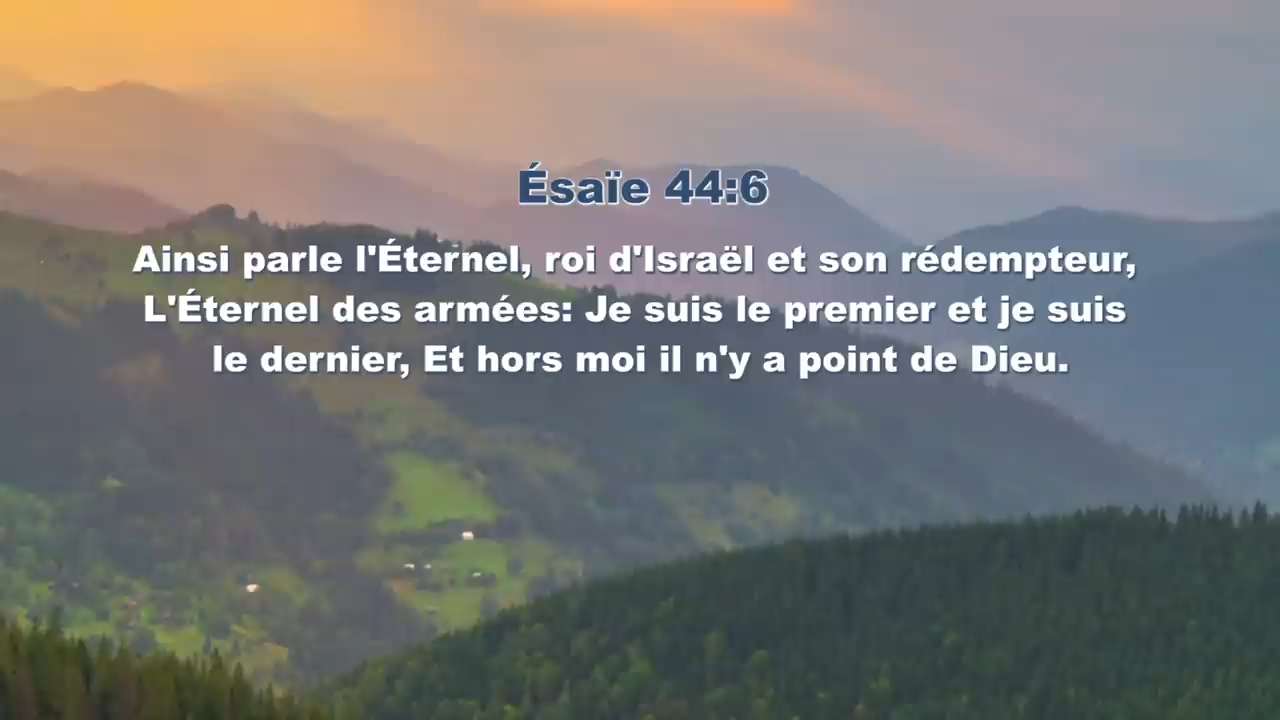 Ésaïe 44:6
Ainsi parle l'Éternel, roi d'Israël et son rédempteur,
L'Éternel des armées: Je suis le premier et je suis
le dernier, Et hors moi il n'y a point de Dieu.